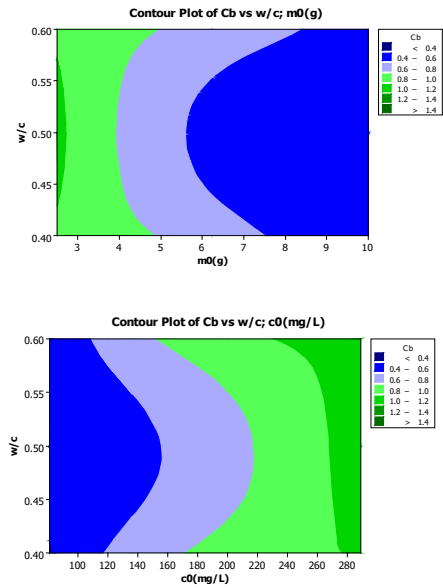 Contour Plot of Cb vs w/c; m0(g)
Cb
< 0.4
0.4 – 0.6
0.6 – 0.8
0.8 – 1.0
1.0 – 1.2
1.2 – 1.4
> 1.4
w/c
0.60
0.55
0.50
0.45
0.40
3 4 5 6 7 8 9 10
m0(g)
Contour Plot of Cb vs w/c; c0(mg/L)
Cb
< 0.4
0.4 – 0.6
0.6 – 0.8
0.8 – 1.0
1.0 – 1.2
1.2 – 1.4
> 1.4
w/c
0.60
0.55
0.50
0.45
0.40
100 120 140 160 180 200 220 240 260 280
c0(mg/L)